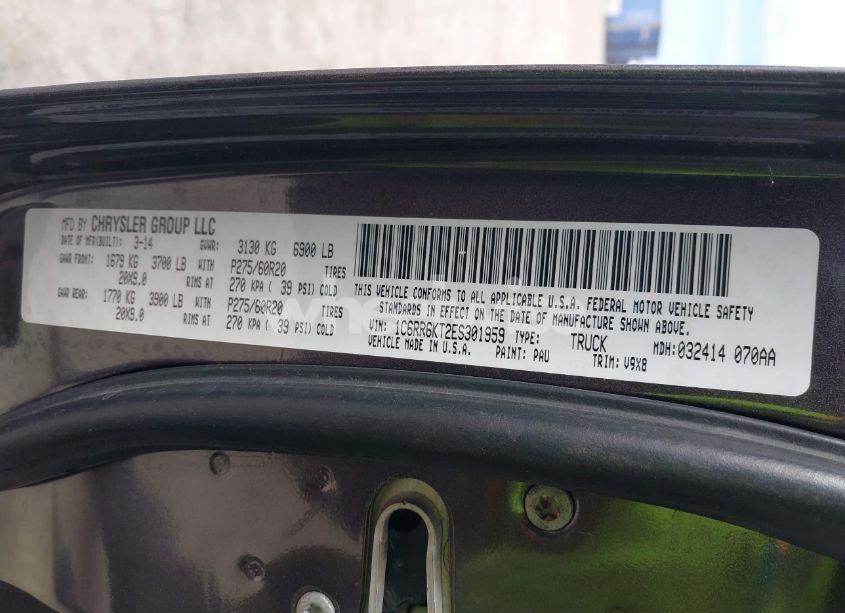 MFD BY CHRYSLER GROUP LLC
DATE OF MFR(BUILT): 3-14 GVWR: 3130 KG 6900 LB
GAWR FRONT: 1679 KG 3700 LB WITH P275/60R20 TIRES
20X9.0 RIMS AT 270 KPA ( 39 PSI) COLD
GAWR REAR: 1770 KG 3900 LB WITH P275/60R20 TIRES
20X9.0 RIMS AT 270 KPA ( 39 PSI) COLD
THIS VEHICLE CONFORMS TO ALL APPLICABLE U.S.A. FEDERAL MOTOR VEHICLE SAFETY
STANDARDS IN EFFECT ON THE DATE OF MANUFACTURE SHOWN ABOVE.
VIN: 1C6RR6KT2ES301959 TYPE: TRUCK MDH:032414 070AA
VEHICLE MADE IN U.S.A. PAINT: PAU TRIM: V9X8